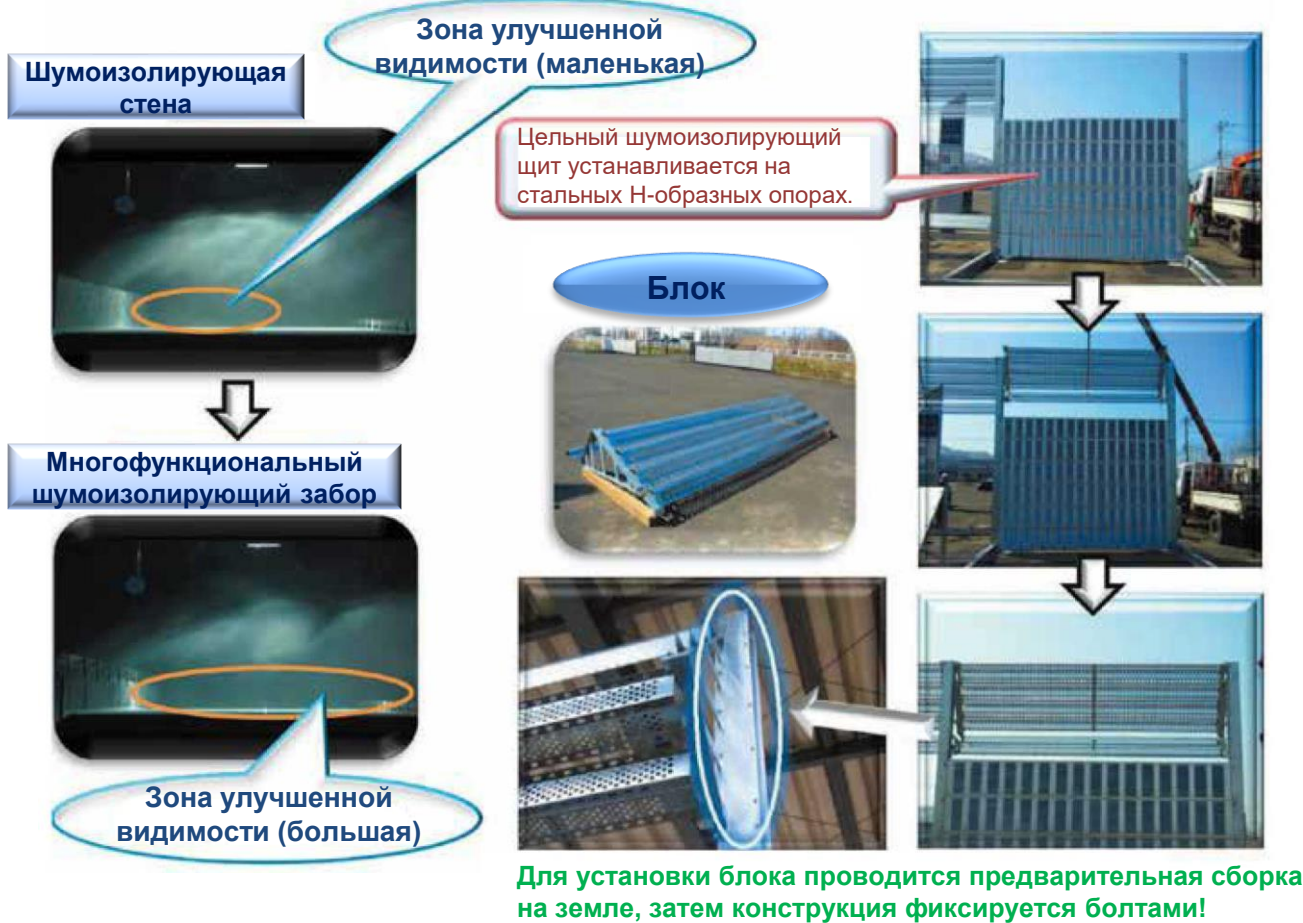 Зона улучшенной
видимости (маленькая)
Шумоизолирующая
стена
Цельный шумоизолирующий
щит устанавливается на
стальных H-образных опорах.
Блок
Многофункциональный
шумоизолирующий забор
Зона улучшенной
видимости (большая)
Для установки блока проводится предварительная сборка
на земле, затем конструкция фиксируется болтами!